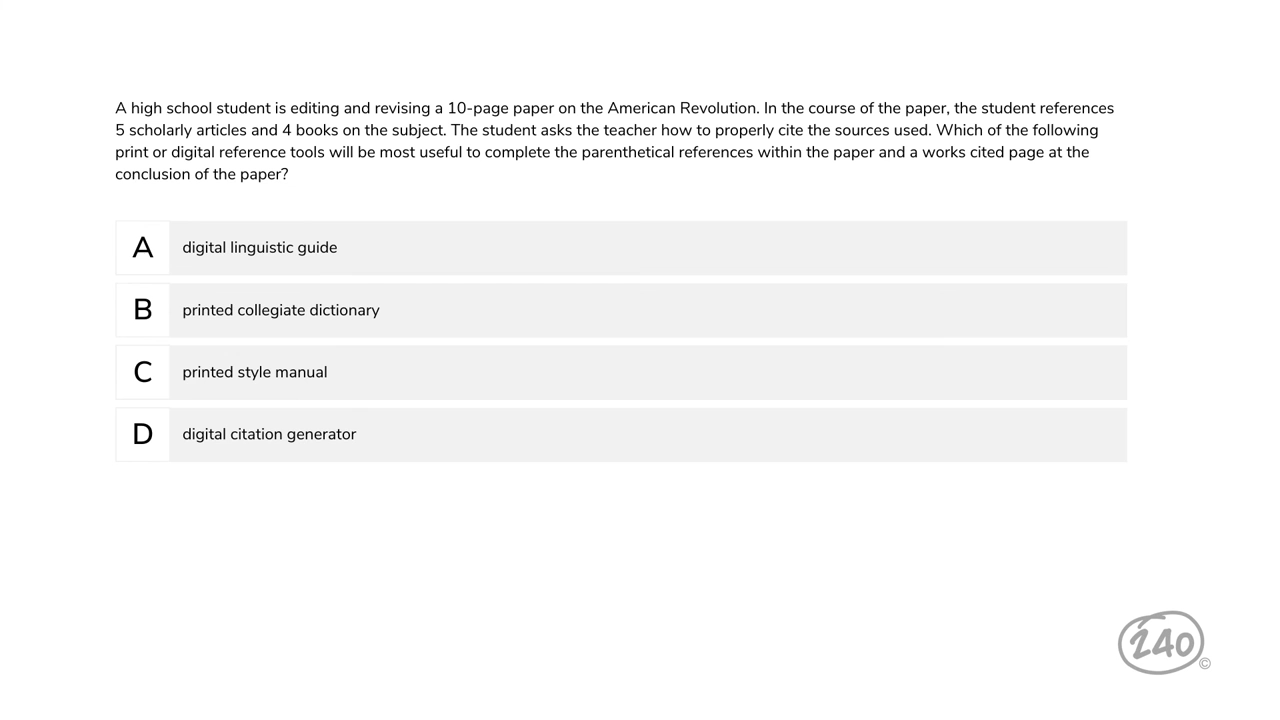 A high school student is editing and revising a 10-page paper on the American Revolution. In the course of the paper, the student references
5 scholarly articles and 4 books on the subject. The student asks the teacher how to properly cite the sources used. Which of the following
print or digital reference tools will be most useful to complete the parenthetical references within the paper and a works cited page at the
conclusion of the paper?
A digital linguistic guide
B printed collegiate dictionary
C printed style manual
D digital citation generator
240 ©